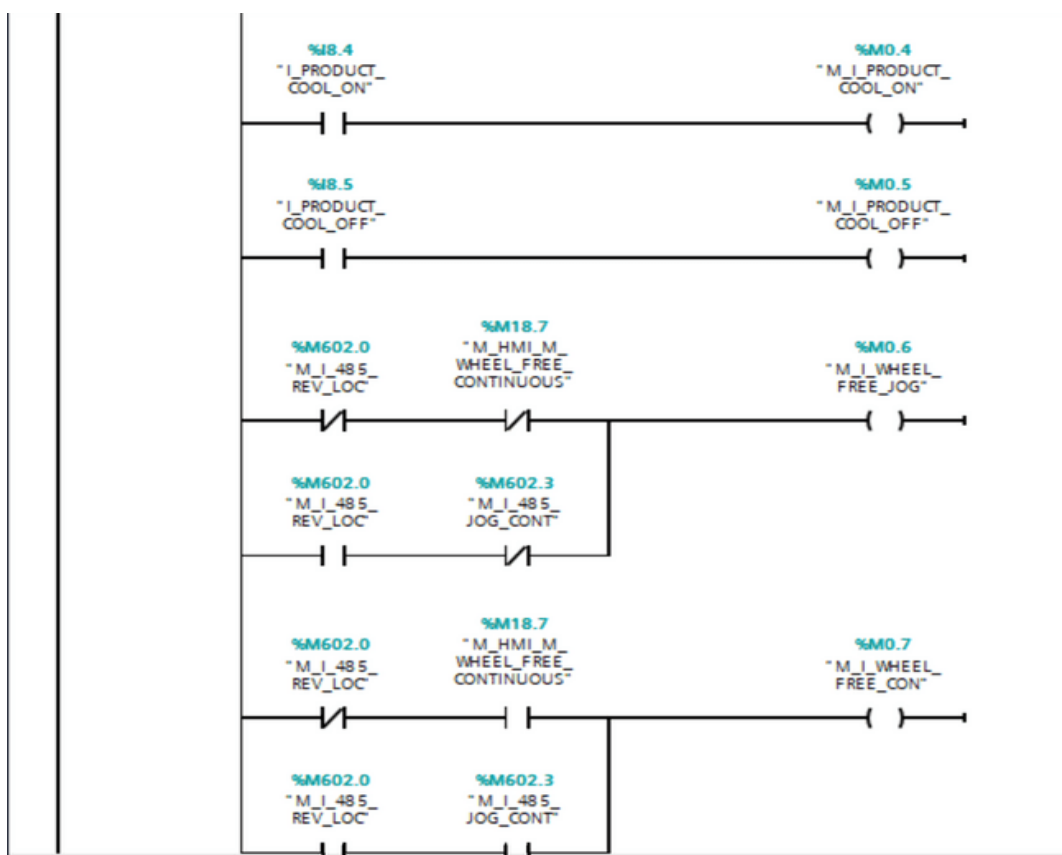 %I8.4
"I_PRODUCT_
COOL_ON"
%M0.4
"M_I_PRODUCT_
COOL_ON"
%I8.5
"I_PRODUCT_
COOL_OFF"
%M0.5
"M_I_PRODUCT_
COOL_OFF"
%M602.0
"M_I_485_
REV_LOC"
%M18.7
"M_HMI_M_
WHEEL_FREE_
CONTINUOUS"
%M0.6
"M_I_WHEEL_
FREE_JOG"
%M602.0
"M_I_485_
REV_LOC"
%M602.3
"M_I_485_
JOG_CONT"
%M602.0
"M_I_485_
REV_LOC"
%M18.7
"M_HMI_M_
WHEEL_FREE_
CONTINUOUS"
%M0.7
"M_I_WHEEL_
FREE_CON"
%M602.0
"M_I_485_
REV_LOC"
%M602.3
"M_I_485_
JOG_CONT"